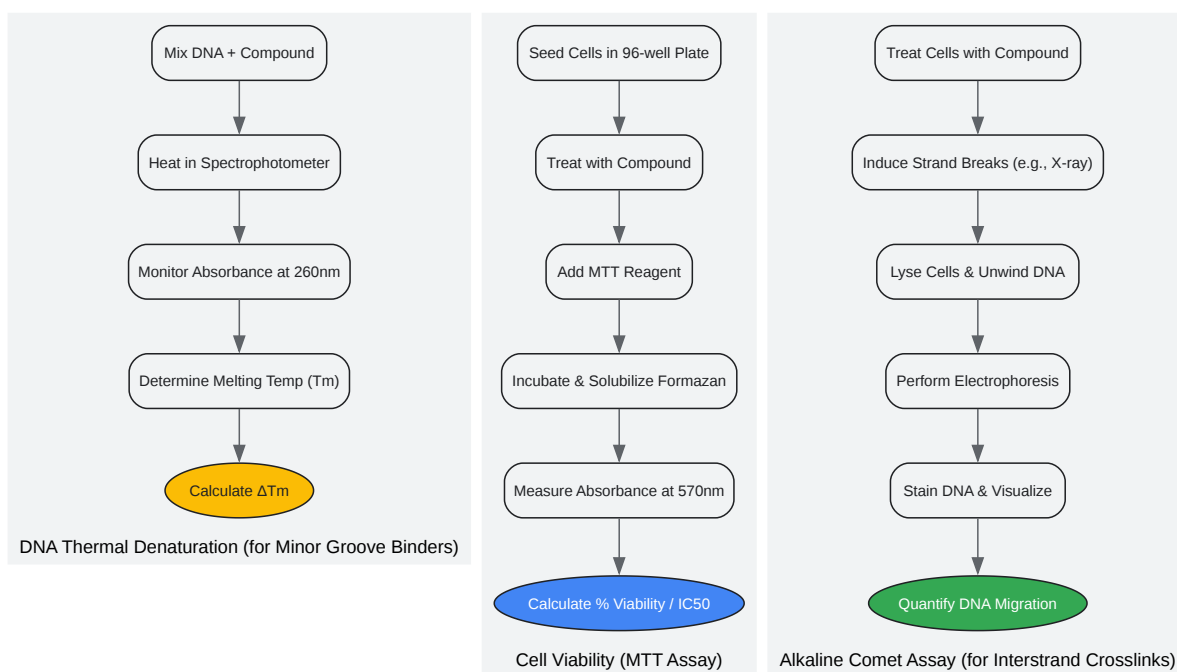 Mix DNA + Compound
Heat in Spectrophotometer
Monitor Absorbance at 260nm
Determine Melting Temp (Tm)
Calculate ΔTm
DNA Thermal Denaturation (for Minor Groove Binders)
Seed Cells in 96-well Plate
Treat with Compound
Add MTT Reagent
Incubate & Solubilize Formazan
Measure Absorbance at 570nm
Calculate % Viability / IC50
Cell Viability (MTT Assay)
Treat Cells with Compound
Induce Strand Breaks (e.g., X-ray)
Lyse Cells & Unwind DNA
Perform Electrophoresis
Stain DNA & Visualize
Quantify DNA Migration
Alkaline Comet Assay (for Interstrand Crosslinks)